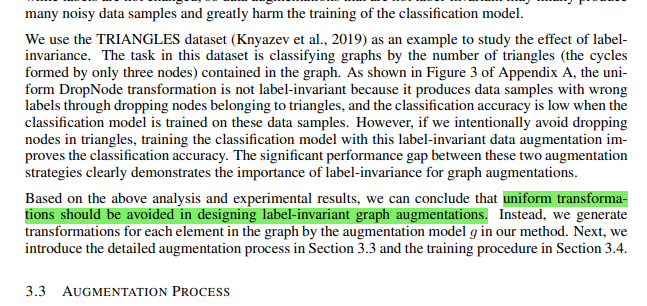 many noisy data samples and greatly harm the training of the classification model.
We use the TRIANGLES dataset (Knyazev et al., 2019) as an example to study the effect of label-
invariance. The task in this dataset is classifying graphs by the number of triangles (the cycles
formed by only three nodes) contained in the graph. As shown in Figure 3 of Appendix A, the uni-
form DropNode transformation is not label-invariant because it produces data samples with wrong
labels through dropping nodes belonging to triangles, and the classification accuracy is low when the
classification model is trained on these data samples. However, if we intentionally avoid dropping
nodes in triangles, training the classification model with this label-invariant data augmentation im-
proves the classification accuracy. The significant performance gap between these two augmentation
strategies clearly demonstrates the importance of label-invariance for graph augmentations.
Based on the above analysis and experimental results, we can conclude that uniform transforma-
tions should be avoided in designing label-invariant graph augmentations. Instead, we generate
transformations for each element in the graph by the augmentation model g in our method. Next, we
introduce the detailed augmentation process in Section 3.3 and the training procedure in Section 3.4.
3.3 AUGMENTATION PROCESS